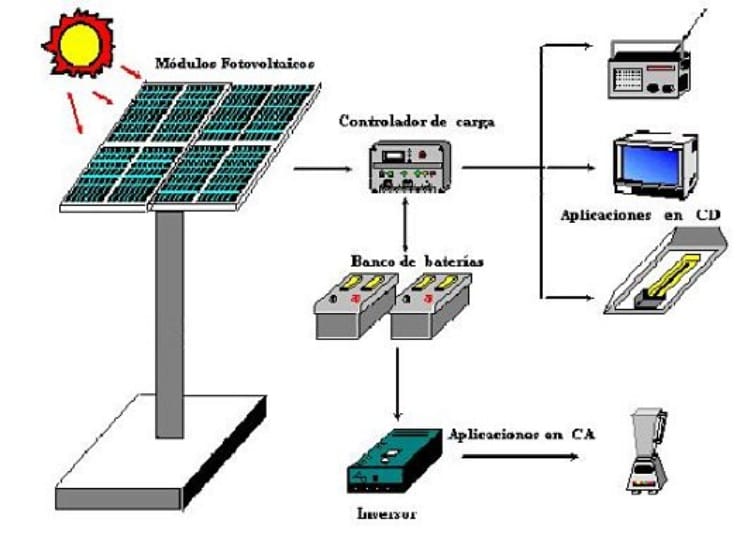 Módulos Fotovoltaicos
Controlador de carga
Aplicaciones en CD
Banco de baterías
Aplicaciones en CA
Inversor